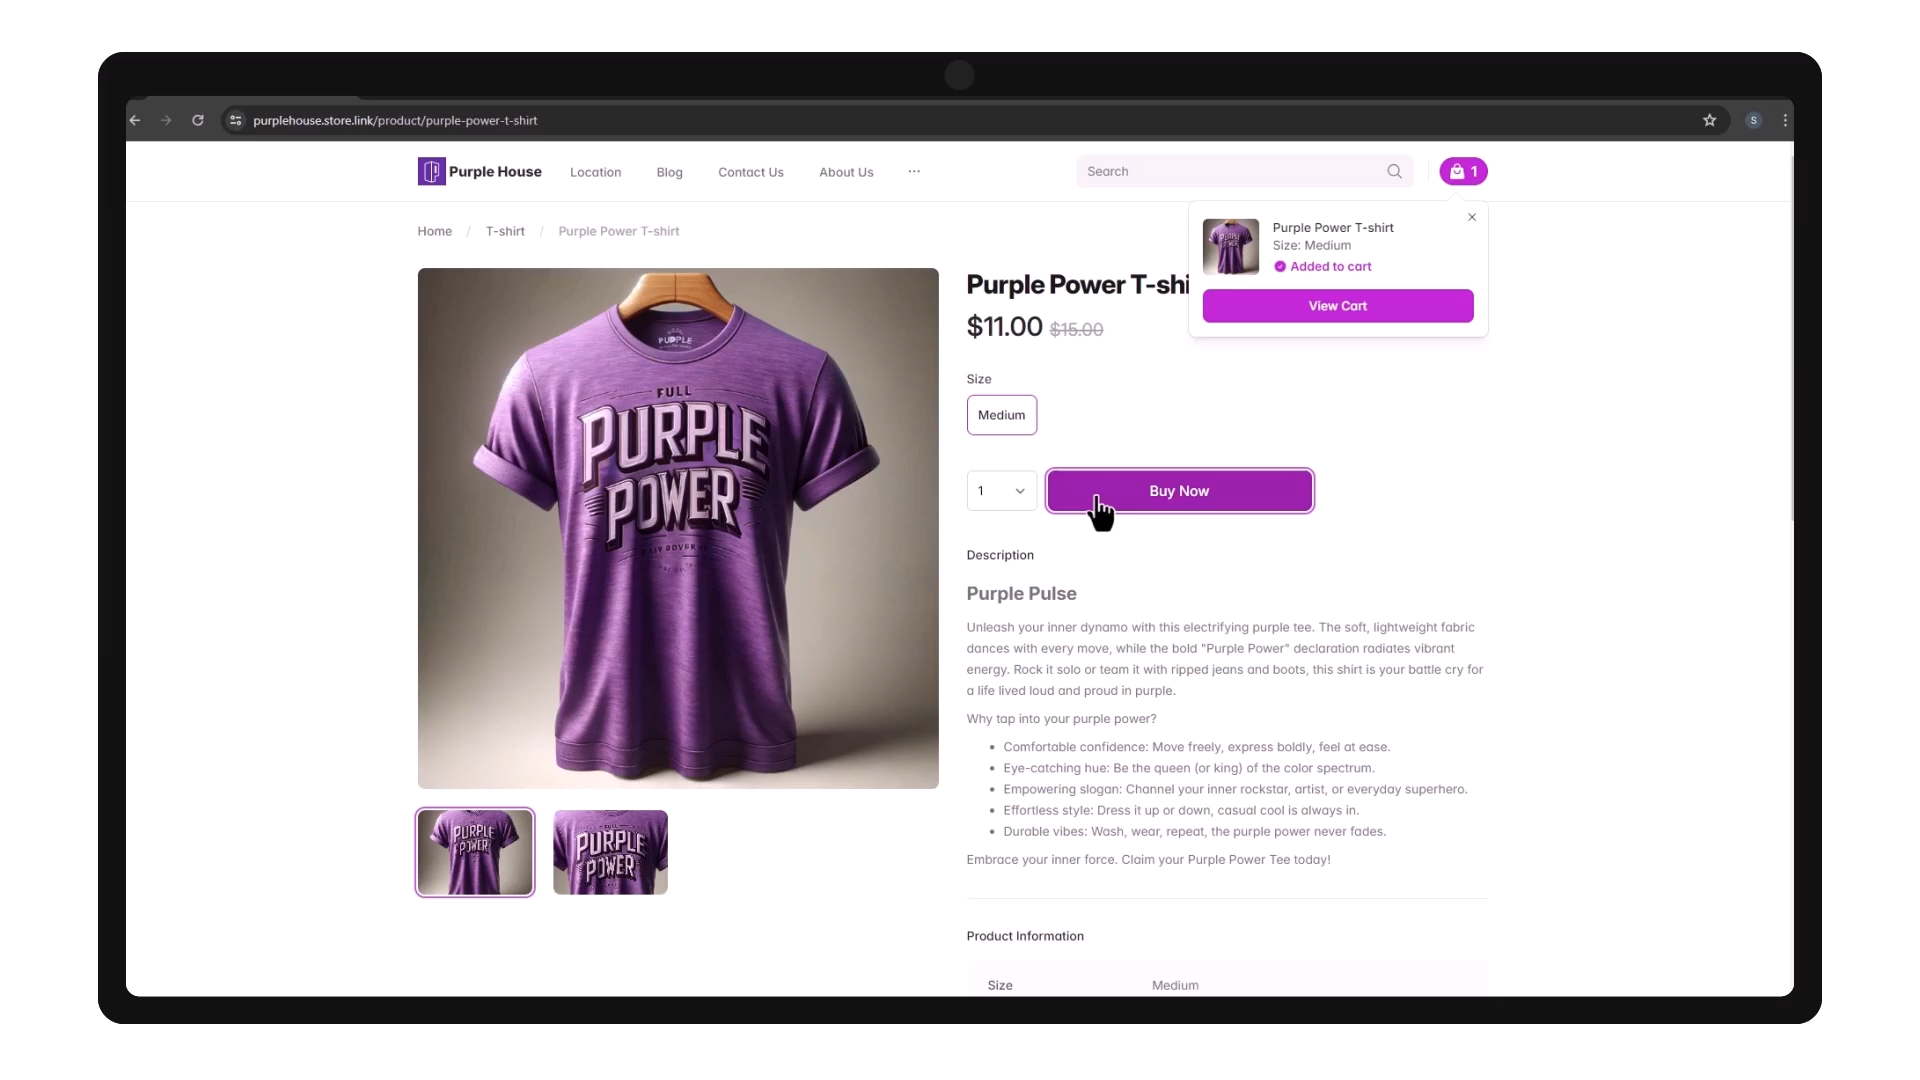 purplehouse.store.link/product/purple-power-t-shirt
S
Purple House
Location
Blog
Contact Us
About Us
...
Search
1
Home / T-shirt / Purple Power T-shirt
Purple Power T-shirt
Size: Medium
Added to cart
View Cart
Purple Power T-shi
$11.00 $15.00
Size
Medium
1
Buy Now
Description
Purple Pulse
Unleash your inner dynamo with this electrifying purple tee. The soft, lightweight fabric
dances with every move, while the bold "Purple Power" declaration radiates vibrant
energy. Rock it solo or team it with ripped jeans and boots, this shirt is your battle cry for
a life lived loud and proud in purple.
Why tap into your purple power?
• Comfortable confidence: Move freely, express boldly, feel at ease.
• Eye-catching hue: Be the queen (or king) of the color spectrum.
• Empowering slogan: Channel your inner rockstar, artist, or everyday superhero.
• Effortless style: Dress it up or down, casual cool is always in.
• Durable vibes: Wash, wear, repeat, the purple power never fades.
Embrace your inner force. Claim your Purple Power Tee today!
Product Information
Size Medium
PUDPLE
FULL
PURPLE
POWER
PURPLE
POWER
PURPLE
POWER